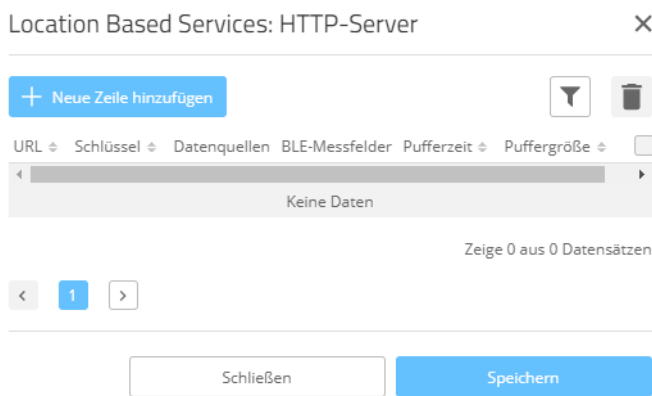 Location Based Services: HTTP-Server
Neue Zeile hinzufügen
URL Schlüssel Datenquellen BLE-Messfelder Pufferzeit Puffergröße
Keine Daten
Zeige 0 aus 0 Datensätzen
1
Schließen Speichern